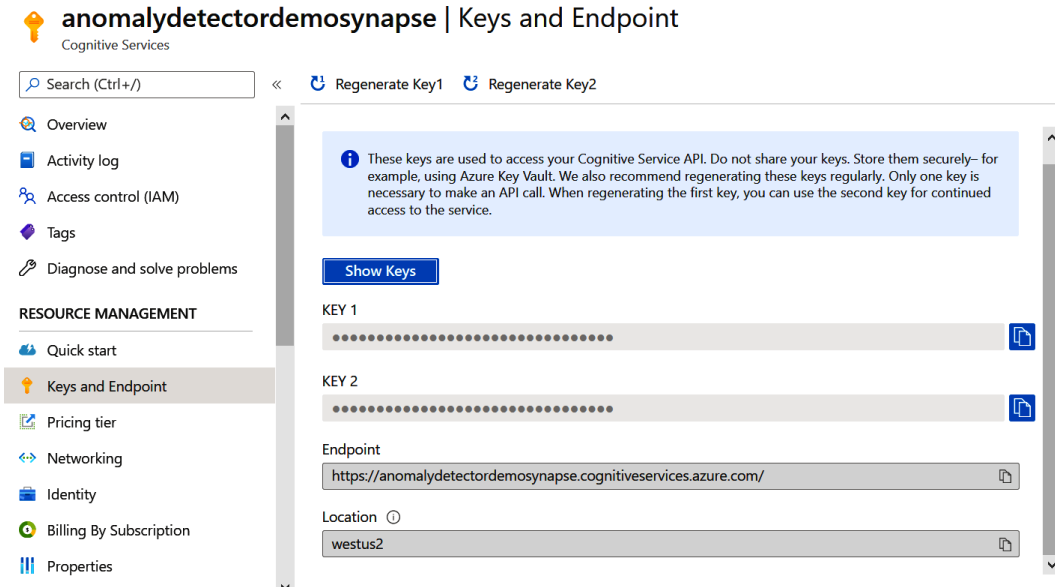 anomalydetectordemosynapse | Keys and Endpoint
Cognitive Services
Search (Ctrl+/)
«
Overview
Activity log
Access control (IAM)
Tags
Diagnose and solve problems
RESOURCE MANAGEMENT
Quick start
Keys and Endpoint
Pricing tier
Networking
Identity
Billing By Subscription
Properties
Regenerate Key1
Regenerate Key2
These keys are used to access your Cognitive Service API. Do not share your keys. Store them securely– for
example, using Azure Key Vault. We also recommend regenerating these keys regularly. Only one key is
necessary to make an API call. When regenerating the first key, you can use the second key for continued
access to the service.
Show Keys
KEY 1
••••••••••••••••••••••••••••••••
KEY 2
••••••••••••••••••••••••••••••••
Endpoint
https://anomalydetectordemosynapse.cognitiveservices.azure.com/
Location
westus2